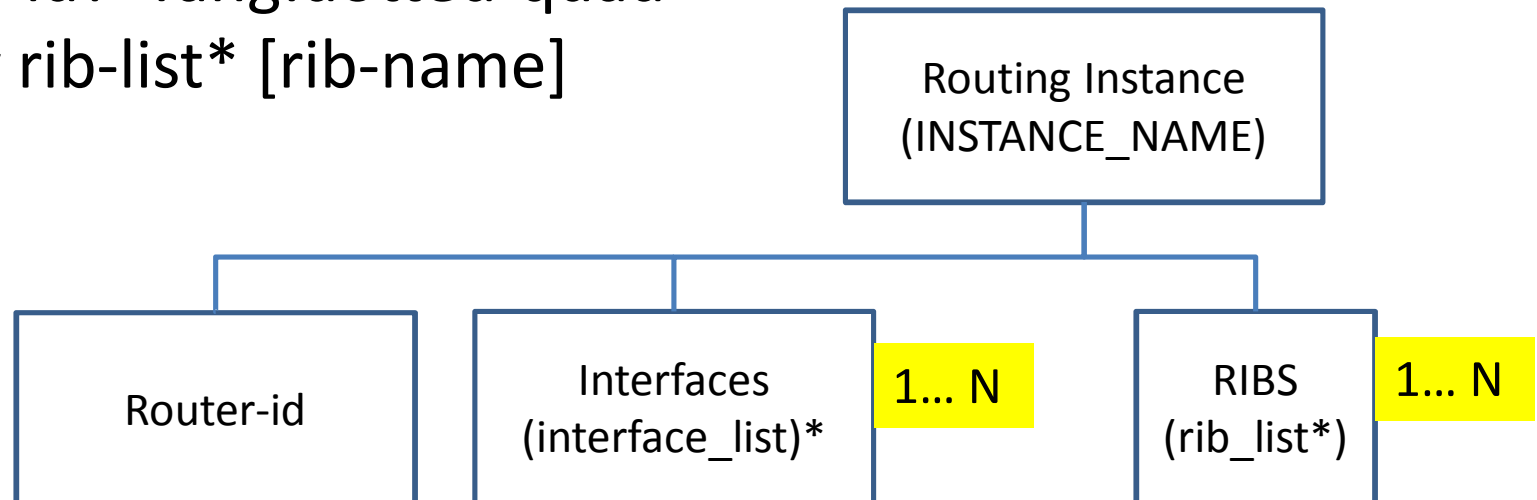 rib-list* [rib-name]
Routing Instance
(INSTANCE_NAME)
Router-id
Interfaces
(interface_list)*
1... N
RIBS
(rib_list*)
1... N